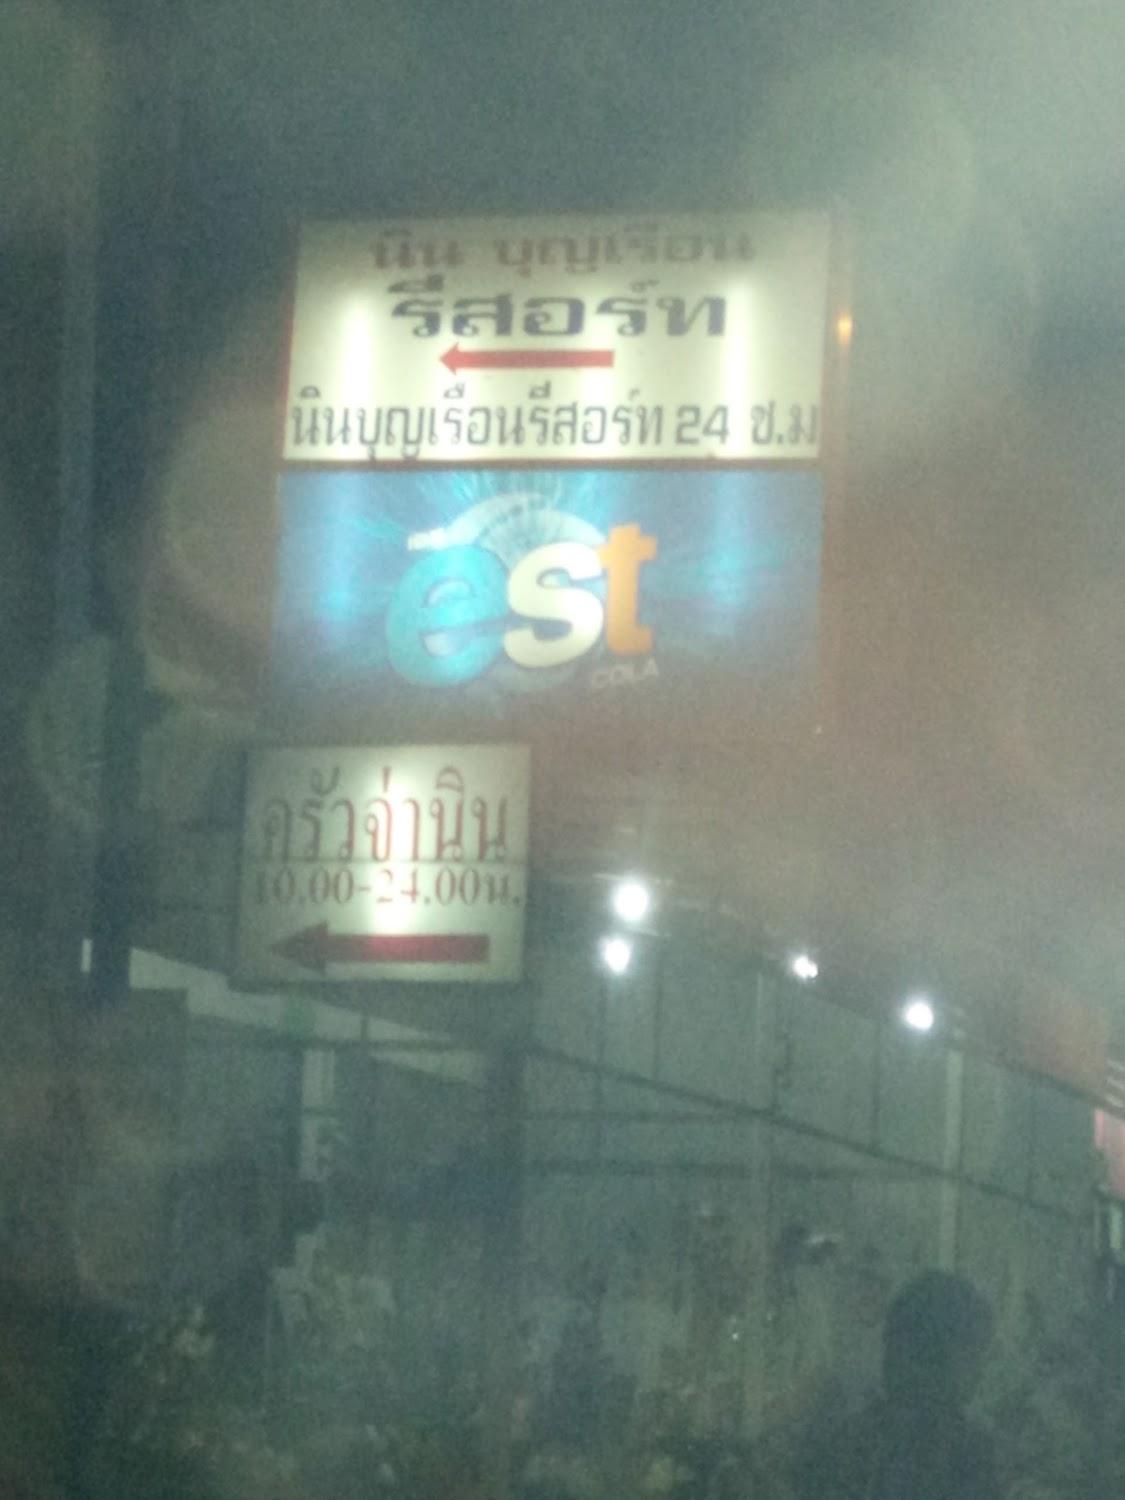 นิน บุญเรือน
รีสอร์ท
นินบุญเรือนรีสอร์ท 24 ช.ม
est
COLA
ครัวจ่านิน
10.00-24.00น.